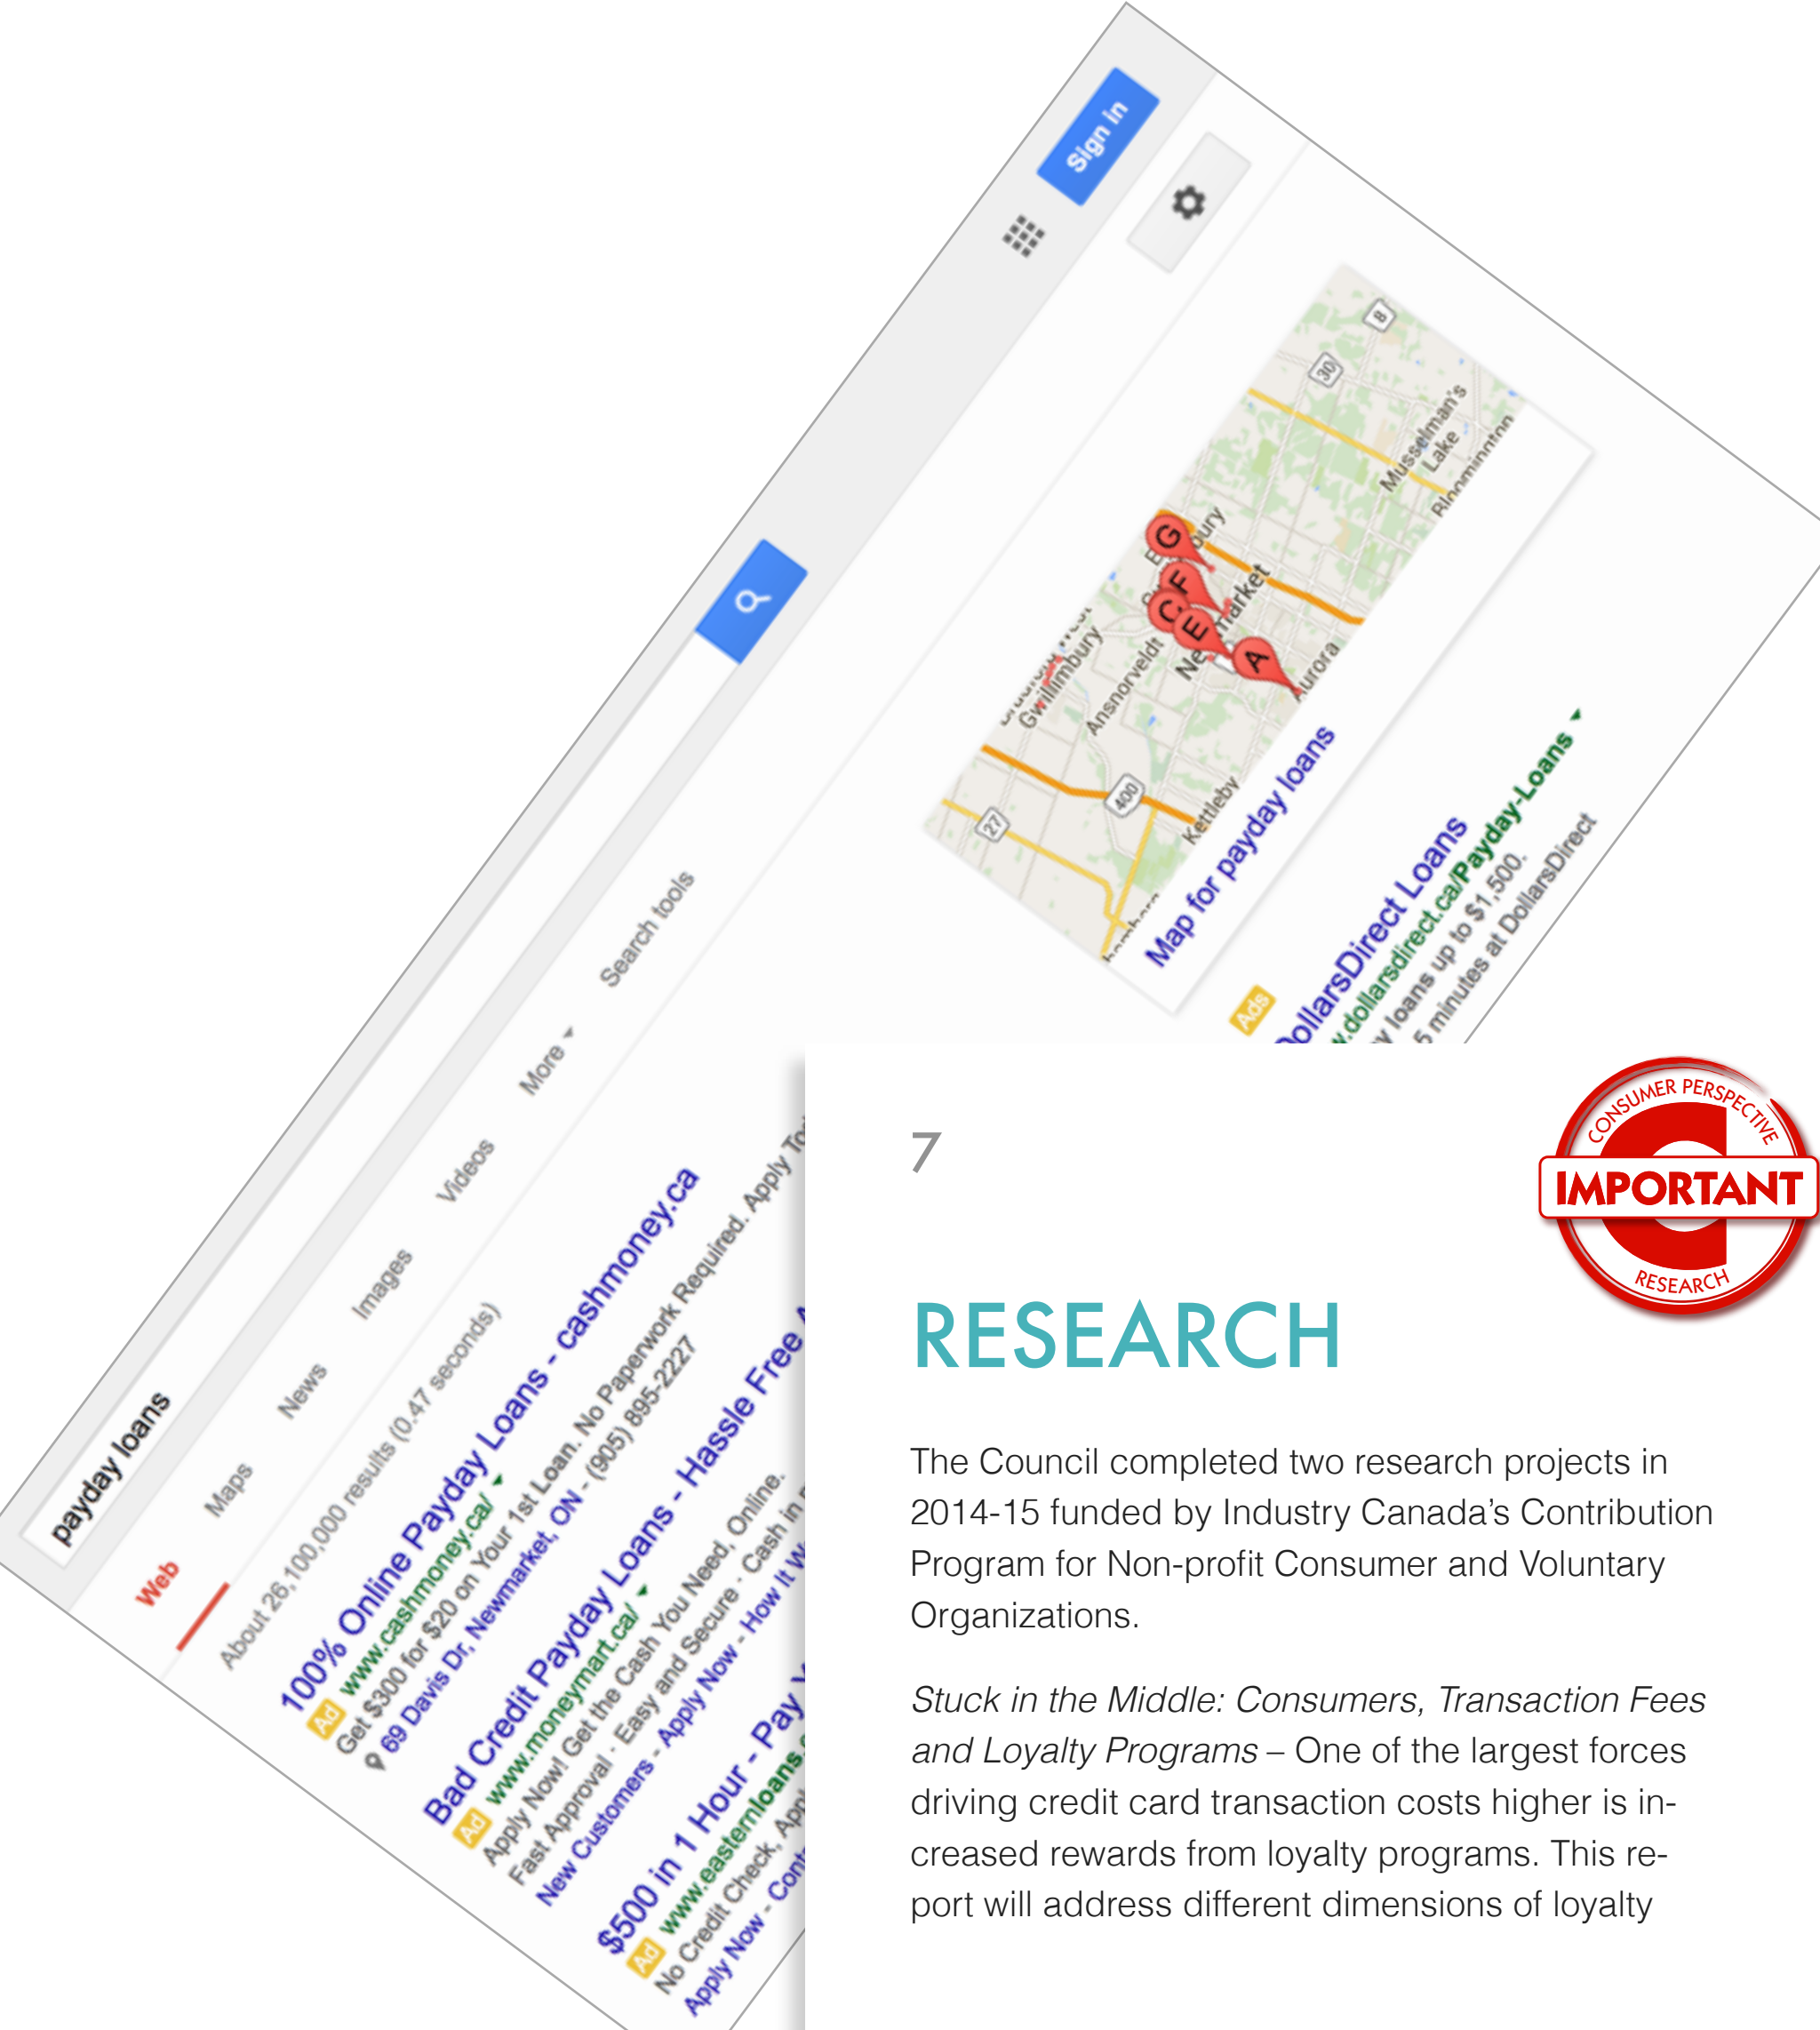 Sign in
payday loans
Web
Maps
News
Images
Videos
More
Search tools
About 26,100,000 results (0.47 seconds)
100% Online Payday Loans - cashmoney.ca
Ad www.cashmoney.ca/
Get $300 for $20 on Your 1st Loan. No Paperwork Required. Apply
69 Davis Dr, Newmarket, ON - (905) 895-2227
Bad Credit Payday Loans - Hassle Free
Ad www.moneymart.ca/
Apply Now! Get the Cash You Need, Online.
Fast Approval · Easy and Secure · Cash in
New Customers - Apply Now - How It
$500 in 1 Hour - Pay
Ad www.easternloans.
No Credit Check,
Apply Now -
8
30
Musselman's
Lake
Bloomington
G
F
C
E
A
Gwillimbury
Ansnorveldt
Aurora
400
27
Kettleby
Map for payday loans
Ads
DollarsDirect Loans
.dollarsdirect.ca/Payday-Loans
loans up to $1,500.
5 minutes at DollarsDirect
7
CONSUMER PERSPECTIVE
IMPORTANT
RESEARCH
RESEARCH
The Council completed two research projects in
2014-15 funded by Industry Canada's Contribution
Program for Non-profit Consumer and Voluntary
Organizations.
Stuck in the Middle: Consumers, Transaction Fees
and Loyalty Programs – One of the largest forces
driving credit card transaction costs higher is in-
creased rewards from loyalty programs. This re-
port will address different dimensions of loyalty